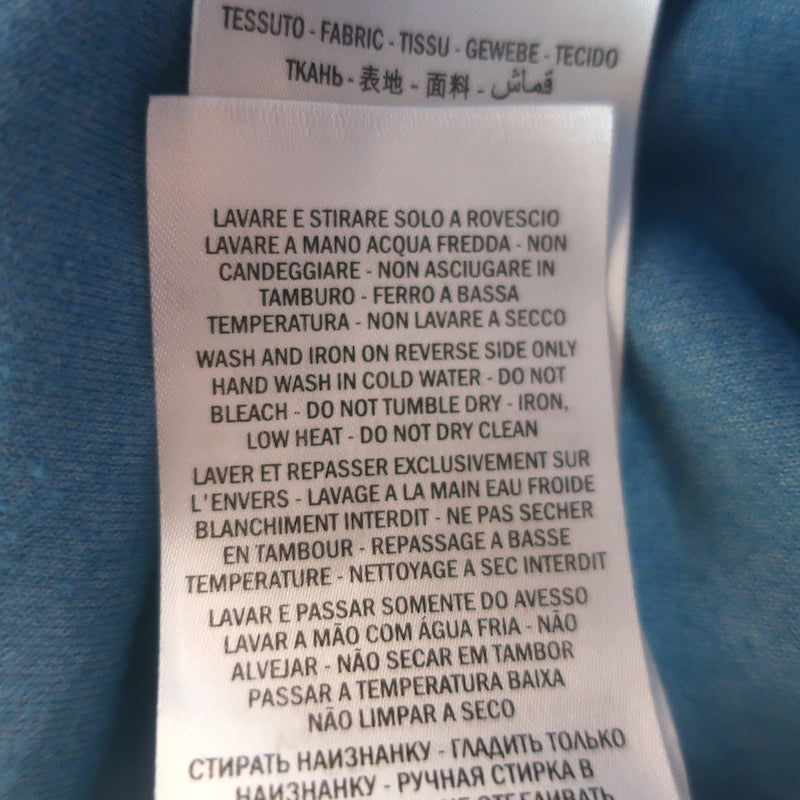 TESSUTO - FABRIC - TISSU - GEWEBE - TECIDO
ТКАНЬ - 表地 - 面料 - قماش
LAVARE E STIRARE SOLO A ROVESCIO
LAVARE A MANO ACQUA FREDDA - NON
CANDEGGIARE - NON ASCIUGARE IN
TAMBURO - FERRO A BASSA
TEMPERATURA - NON LAVARE A SECCO
WASH AND IRON ON REVERSE SIDE ONLY
HAND WASH IN COLD WATER - DO NOT
BLEACH - DO NOT TUMBLE DRY - IRON,
LOW HEAT - DO NOT DRY CLEAN
LAVER ET REPASSER EXCLUSIVEMENT SUR
L'ENVERS - LAVAGE A LA MAIN EAU FROIDE
BLANCHIMENT INTERDIT - NE PAS SECHER
EN TAMBOUR - REPASSAGE A BASSE
TEMPERATURE - NETTOYAGE A SEC INTERDIT
LAVAR E PASSAR SOMENTE DO AVESSO
LAVAR A MÃO COM ÁGUA FRIA - NÃO
ALVEJAR - NÃO SECAR EM TAMBOR
PASSAR A TEMPERATURA BAIXA
NÃO LIMPAR A SECO
СТИРАТЬ НАИЗНАНКУ - ГЛАДИТЬ ТОЛЬКО
НАИЗНАНКУ - РУЧНАЯ СТИРКА В